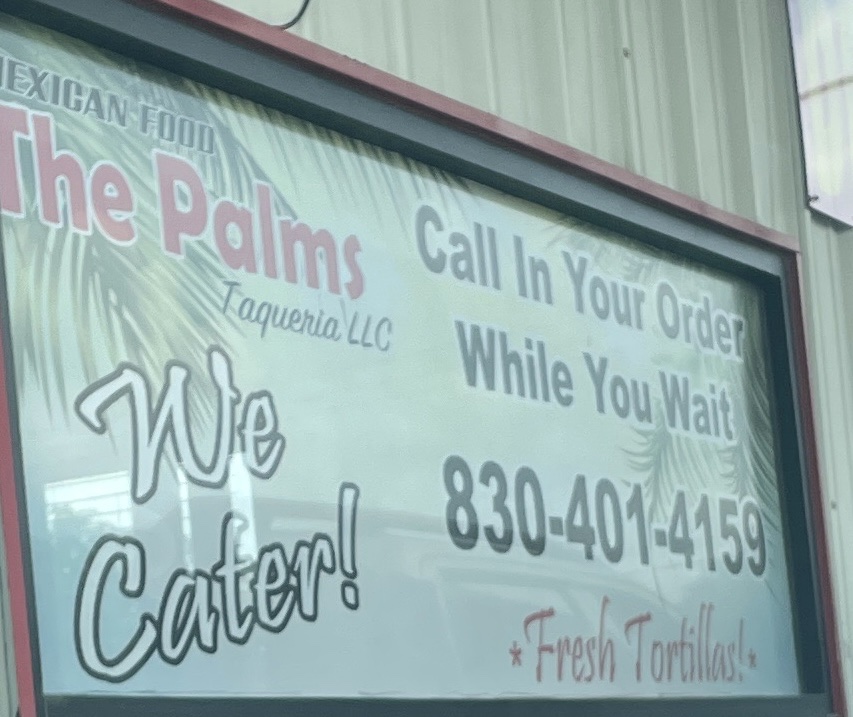 MEXICAN FOOD
The Palms
Taqueria LLC
We
Cater!
Call In Your Order
While You Wait
830-401-4159
*Fresh Tortillas!*